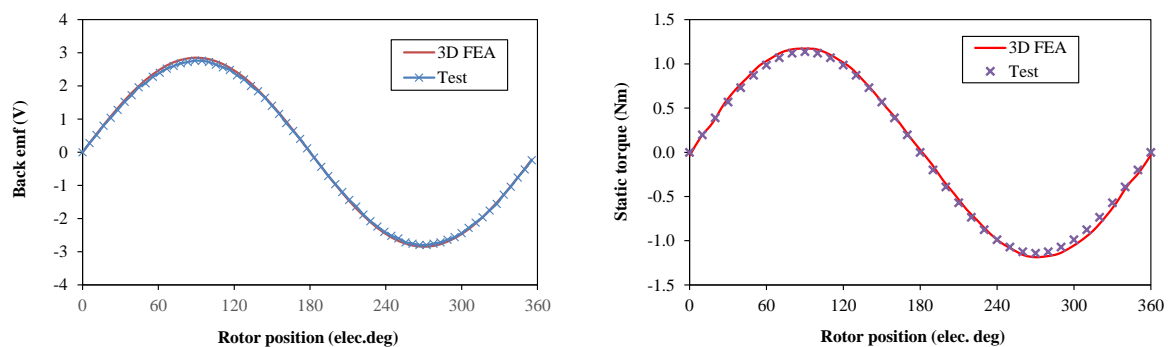 4
3
2
1
0
-1
-2
-3
-4
Back emf (V)
3D FEA
Test
0 60 120 180 240 300 360
Rotor position (elec.deg)
1.5
1.0
0.5
0.0
-0.5
-1.0
-1.5
Static torque (Nm)
3D FEA
Test
0 60 120 180 240 300 360
Rotor position (elec. deg)